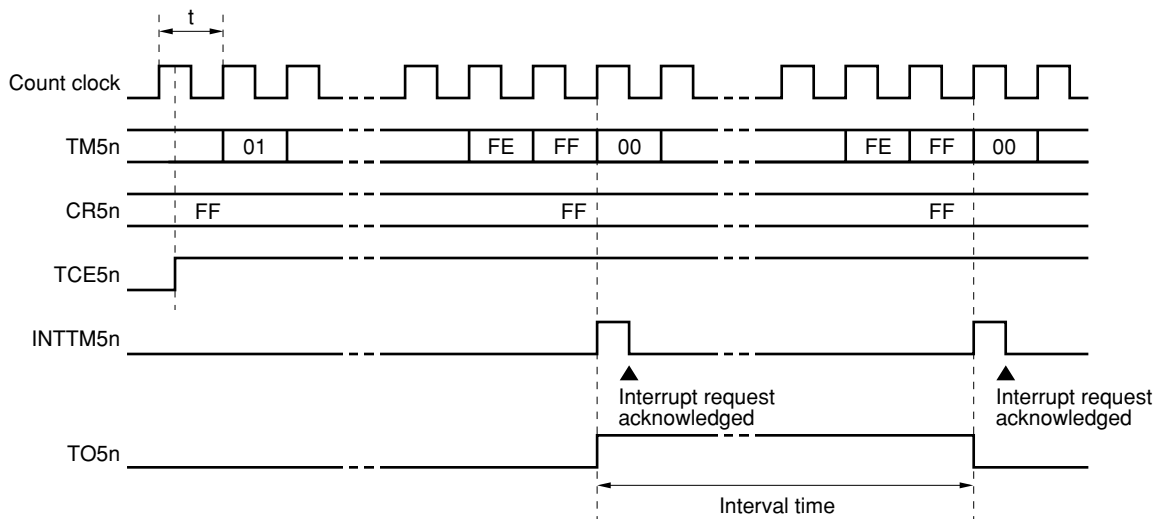 t
Count clock
TM5n 01 FE FF 00 FE FF 00
CR5n FF FF FF
TCE5n
INTTM5n
Interrupt request
acknowledged
Interrupt request
acknowledged
TO5n
Interval time